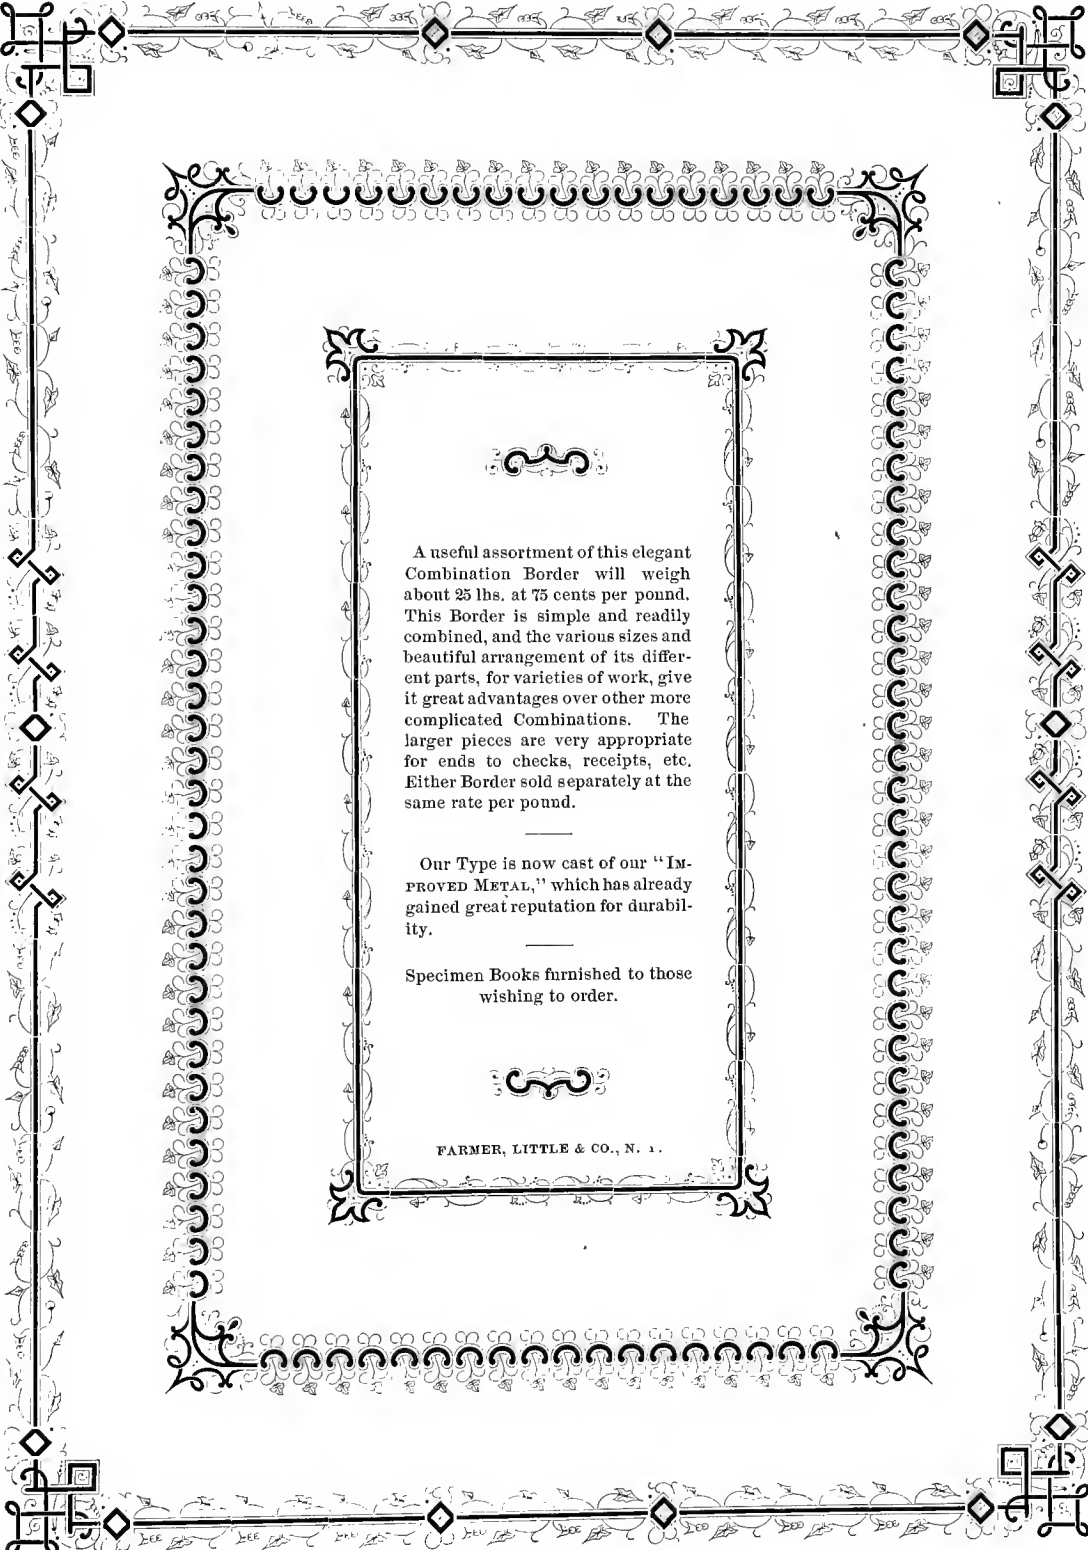 A useful assortment of this elegant
Combination Border will weigh
about 25 lbs. at 75 cents per pound.
This Border is simple and readily
combined, and the various sizes and
beautiful arrangement of its differ-
ent parts, for varieties of work, give
it great advantages over other more
complicated Combinations. The
larger pieces are very appropriate
for ends to checks, receipts, etc.
Either Border sold separately at the
same rate per pound.
Our Type is now cast of our "IM-
PROVED METAL," which has already
gained great reputation for durabil-
ity.
Specimen Books furnished to those
wishing to order.
FARMER, LITTLE & CO., N.